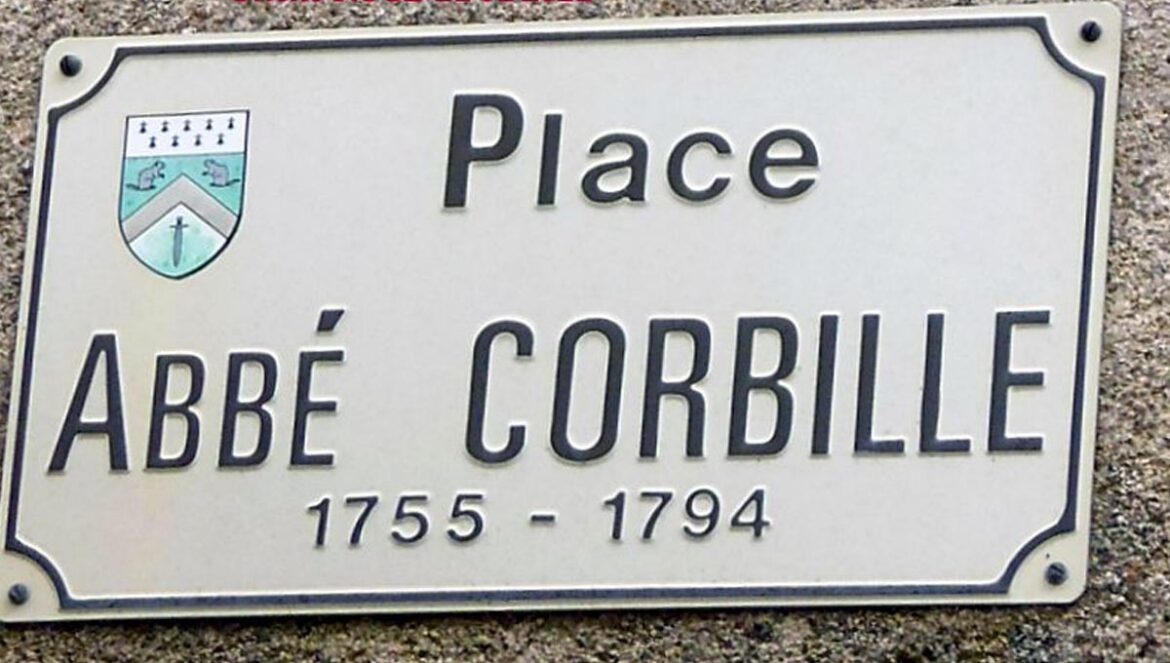 Place
ABBÉ CORBILLE
1755 - 1794